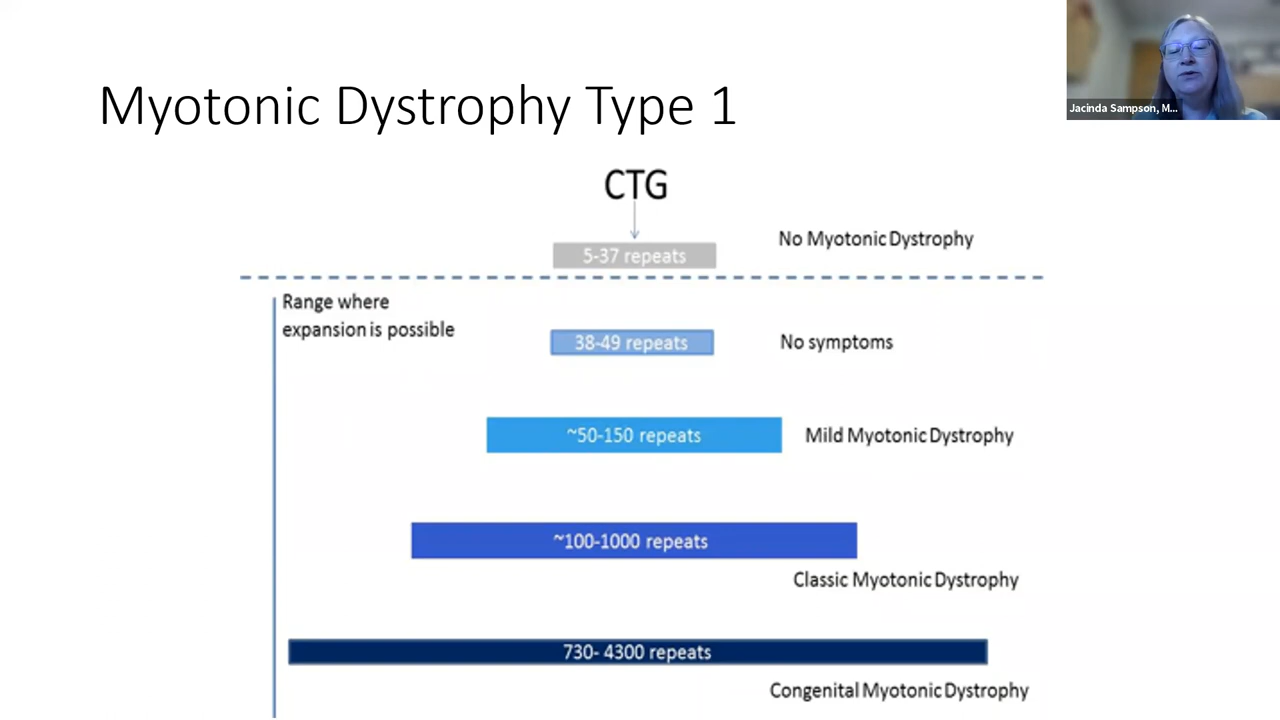 Jacinda Sampson, M...
Myotonic Dystrophy Type 1
CTG
No Myotonic Dystrophy
5-37 repeats
Range where
expansion is possible
38-49 repeats
No symptoms
~50-150 repeats
Mild Myotonic Dystrophy
~100-1000 repeats
Classic Myotonic Dystrophy
730- 4300 repeats
Congenital Myotonic Dystrophy